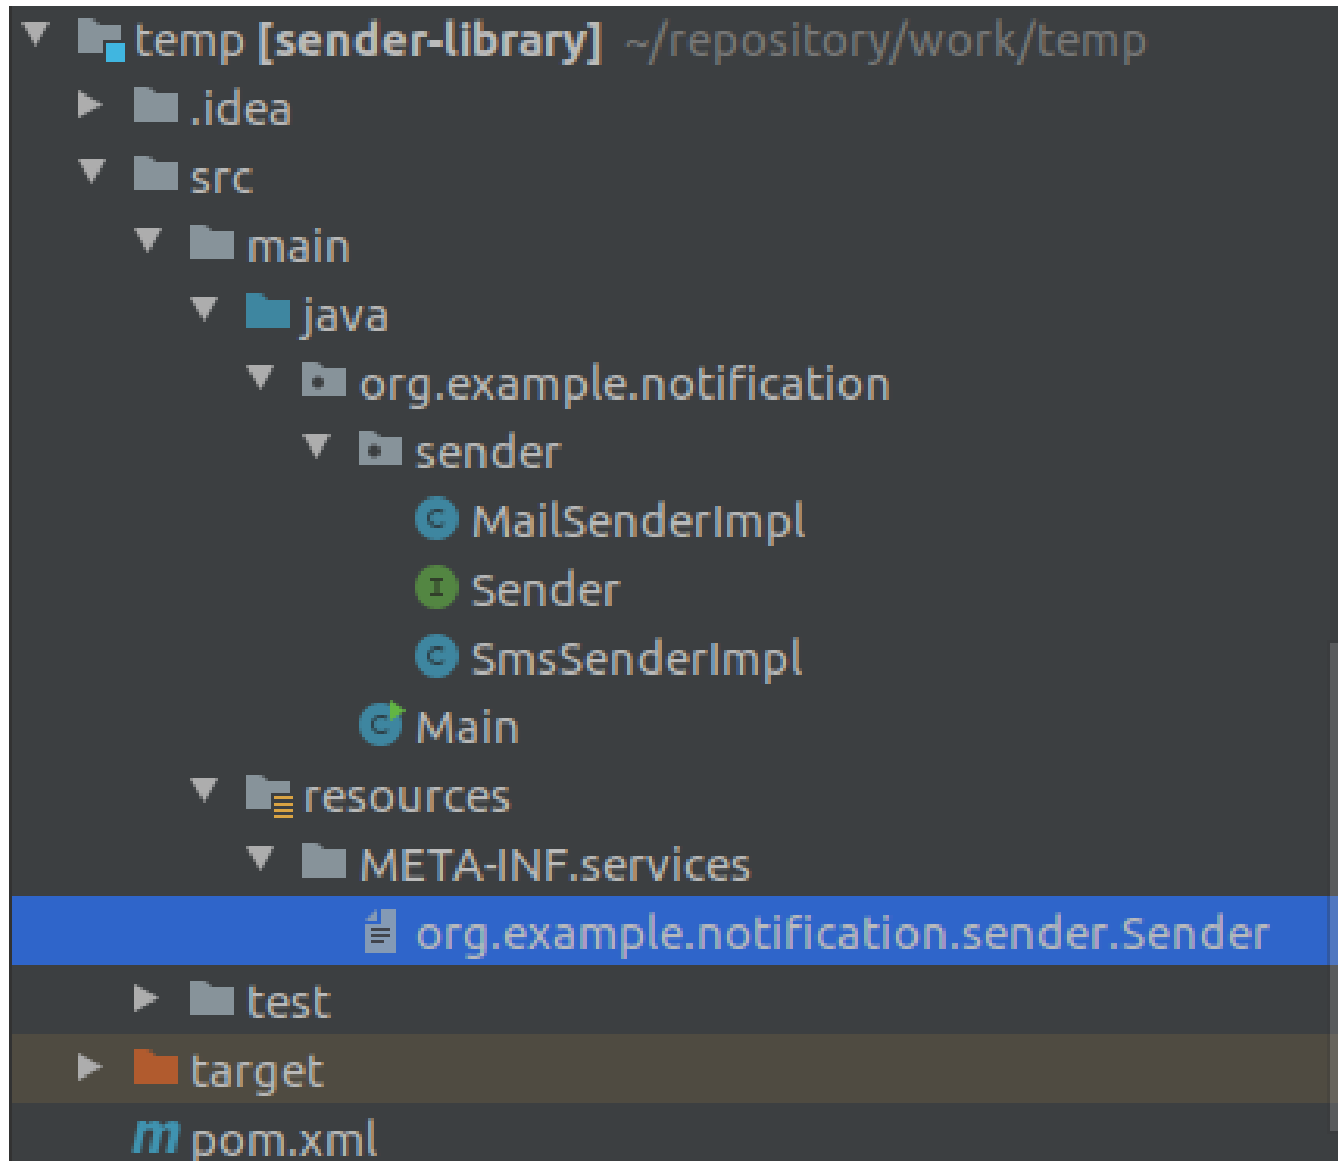 temp [sender-library] ~/repository/work/temp
.idea
src
main
java
org.example.notification
sender
C MailSenderImpl
I Sender
C SmsSenderImpl
C Main
resources
META-INF.services
org.example.notification.sender.Sender
test
target
m pom.xml